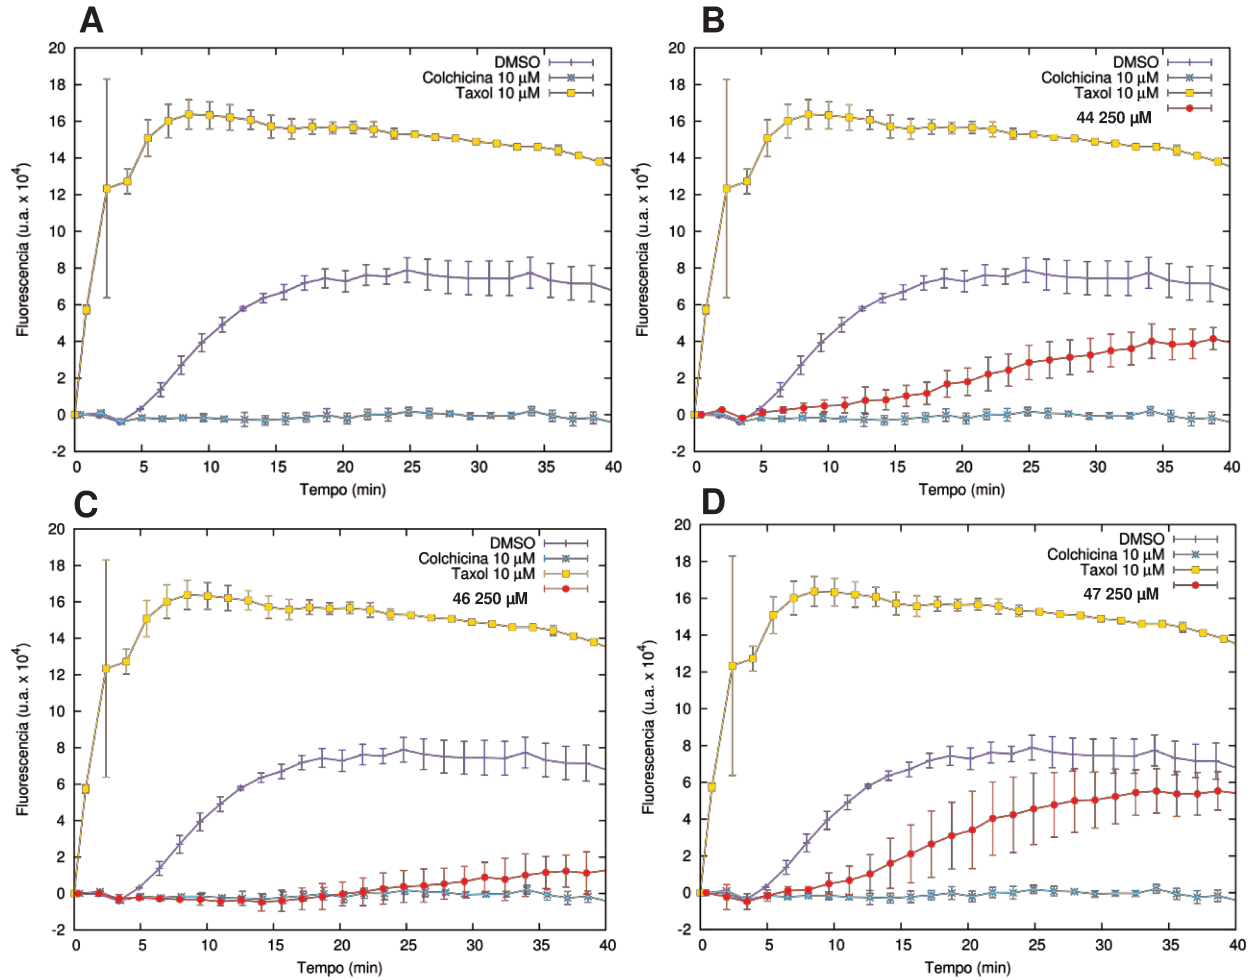 A
20
18
16
14
12
10
8
6
4
2
0
-2
Fluorescencia (u.a. x 10⁴)
DMSO
Colchicina 10 µM
Taxol 10 µM
0 5 10 15 20 25 30 35 40
Tempo (min)
B
20
18
16
14
12
10
8
6
4
2
0
-2
Fluorescencia (u.a. x 10⁴)
DMSO
Colchicina 10 µM
Taxol 10 µM
44 250 µM
0 5 10 15 20 25 30 35 40
Tempo (min)
C
20
18
16
14
12
10
8
6
4
2
0
-2
Fluorescencia (u.a. x 10⁴)
DMSO
Colchicina 10 µM
Taxol 10 µM
46 250 µM
0 5 10 15 20 25 30 35 40
Tempo (min)
D
20
18
16
14
12
10
8
6
4
2
0
-2
Fluorescencia (u.a. x 10⁴)
DMSO
Colchicina 10 µM
Taxol 10 µM
47 250 µM
0 5 10 15 20 25 30 35 40
Tempo (min)